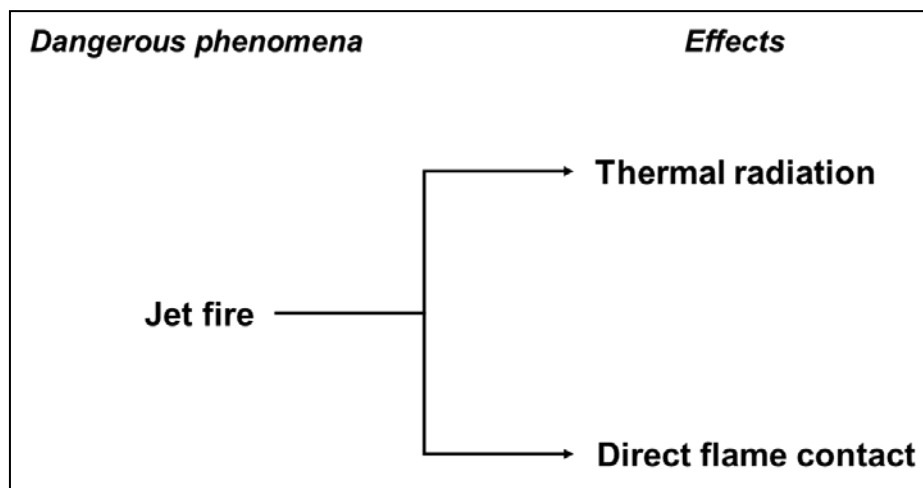 Dangerous phenomena
Effects
Thermal radiation
Jet fire
Direct flame contact